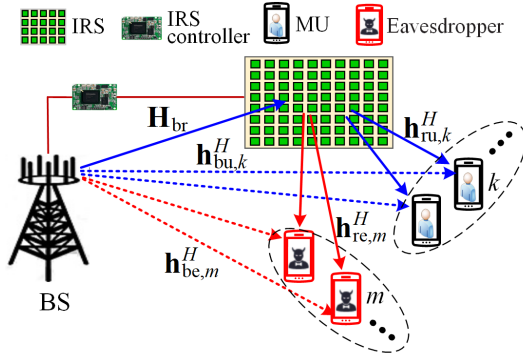 IRS
IRS
controller
MU
Eavesdropper
H_br
h^H_bu,k
h^H_ru,k
k
h^H_re,m
h^H_be,m
m
BS